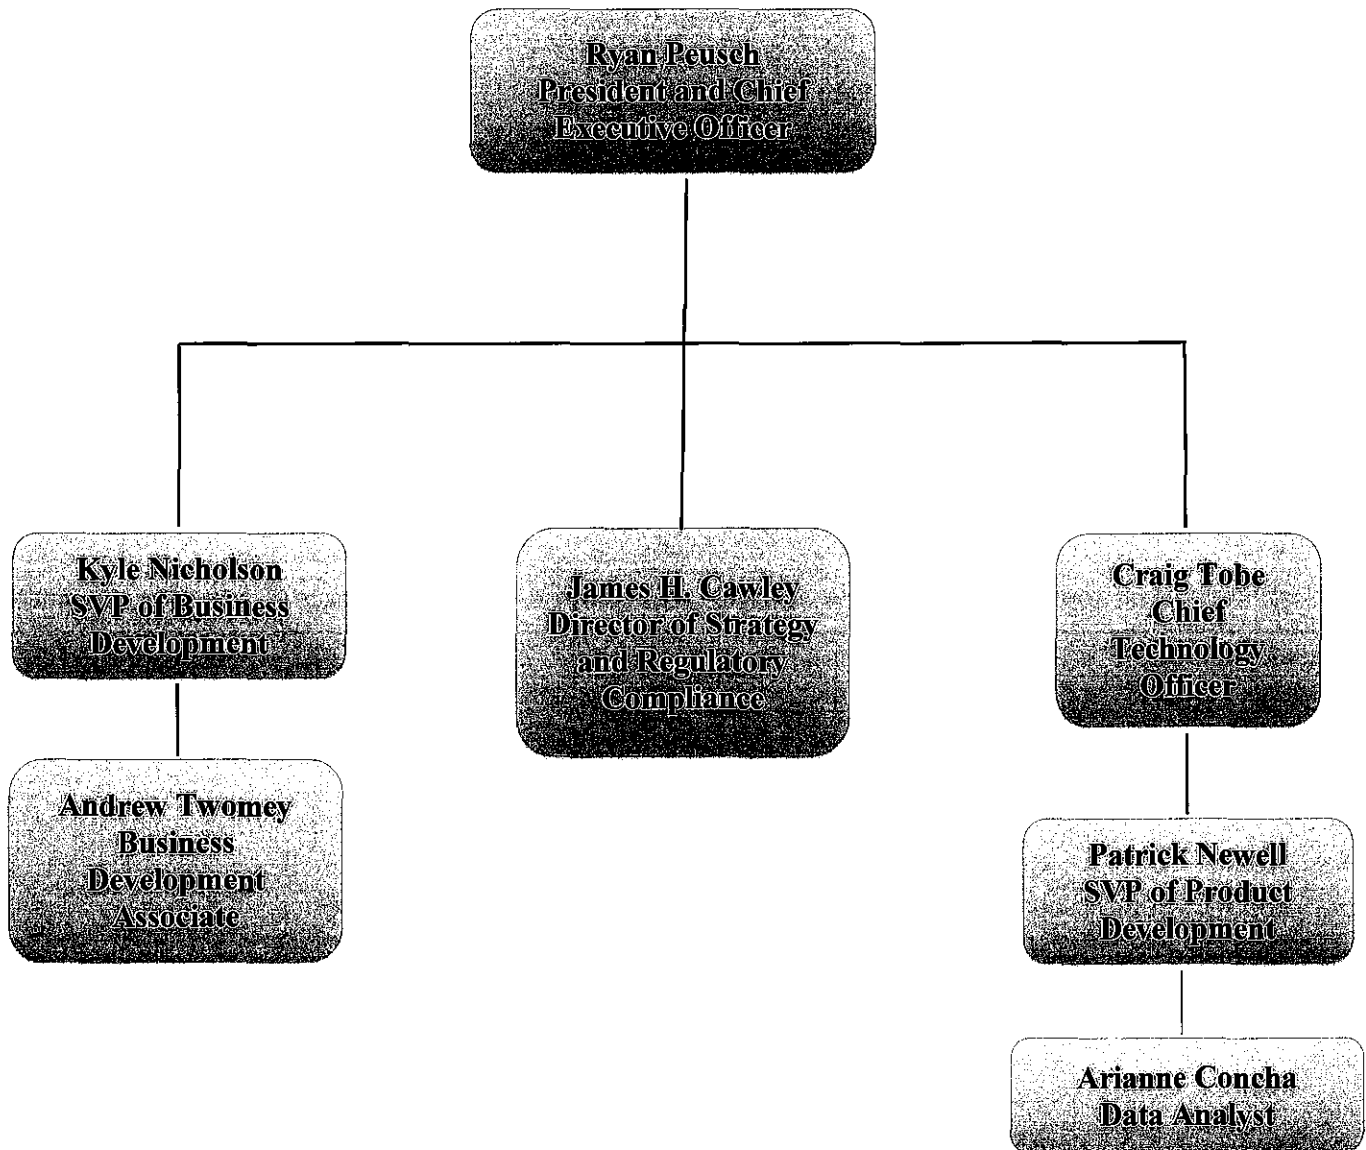 Ryan Peusch
President and Chief
Executive Officer
Kyle Nicholson
SVP of Business
Development
James H. Cawley
Director of Strategy
and Regulatory
Compliance
Craig Tobe
Chief
Technology
Officer
Andrew Twomey
Business
Development
Associate
Patrick Newell
SVP of Product
Development
Arianne Concha
Data Analyst